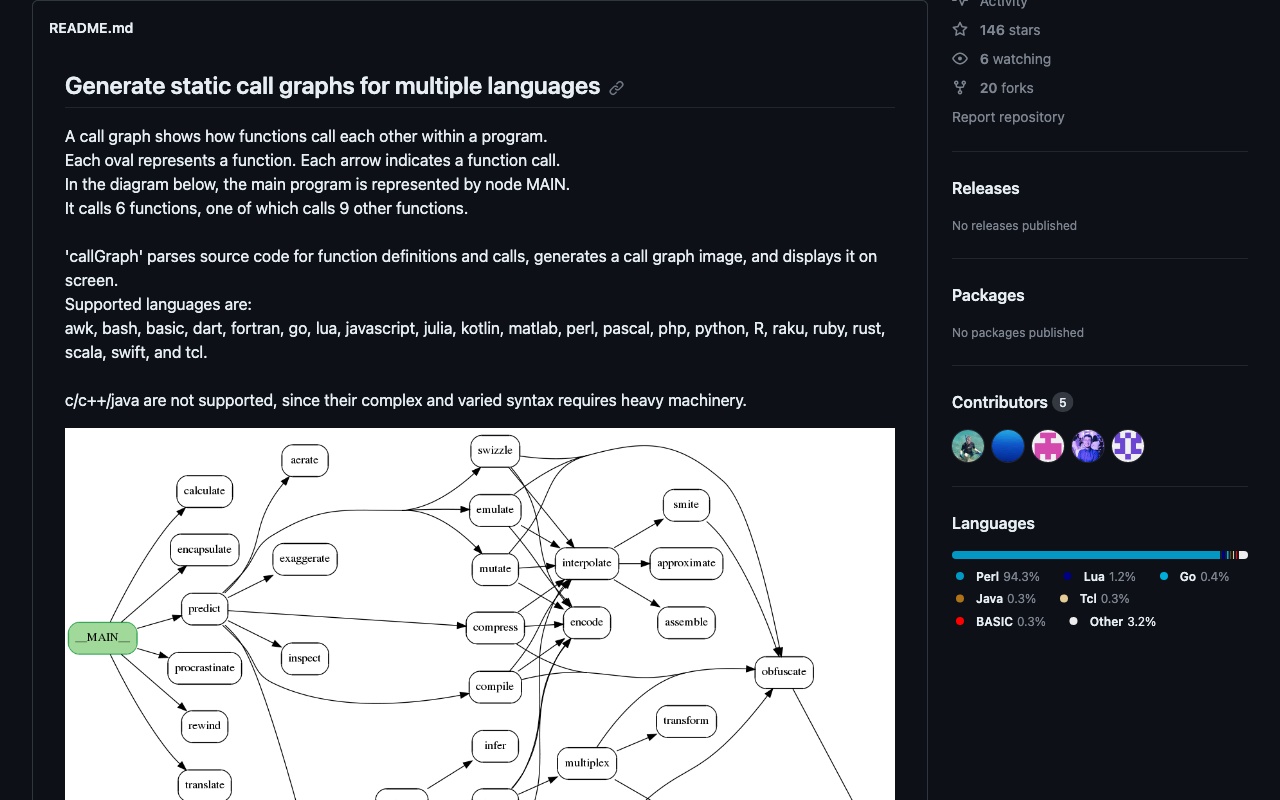 README.md
Generate static call graphs for multiple languages
A call graph shows how functions call each other within a program.
Each oval represents a function. Each arrow indicates a function call.
In the diagram below, the main program is represented by node MAIN.
It calls 6 functions, one of which calls 9 other functions.
'callGraph' parses source code for function definitions and calls, generates a call graph image, and displays it on
screen.
Supported languages are:
awk, bash, basic, dart, fortran, go, lua, javascript, julia, kotlin, matlab, perl, pascal, php, python, R, raku, ruby, rust,
scala, swift, and tcl.
c/c++/java are not supported, since their complex and varied syntax requires heavy machinery.
swizzle
aerate
calculate
smite
emulate
encapsulate
exaggerate
interpolate
approximate
mutate
predict
compress
encode
assemble
__MAIN__
inspect
procrastinate
obfuscate
compile
rewind
transform
infer
multiplex
translate
Activity
146 stars
6 watching
20 forks
Report repository
Releases
No releases published
Packages
No packages published
Contributors 5
Languages
Perl 94.3% Lua 1.2% Go 0.4%
Java 0.3% Tcl 0.3%
BASIC 0.3% Other 3.2%